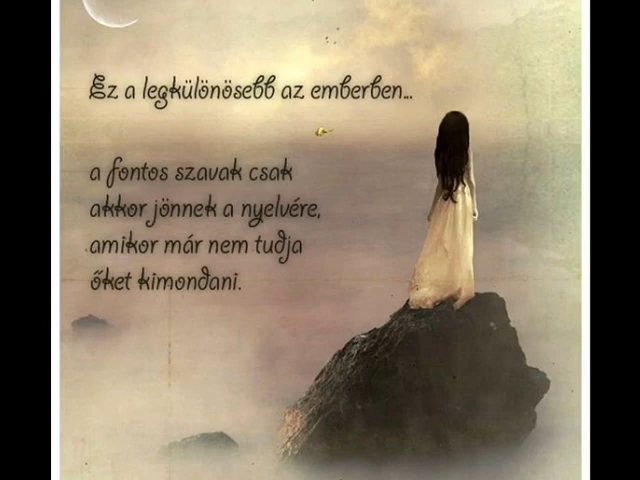 Ez a legkülönösebb az emberben...
a fontos szavak csak
akkor jönnek a nyelvére,
amikor már nem tudja
őket kimondani.